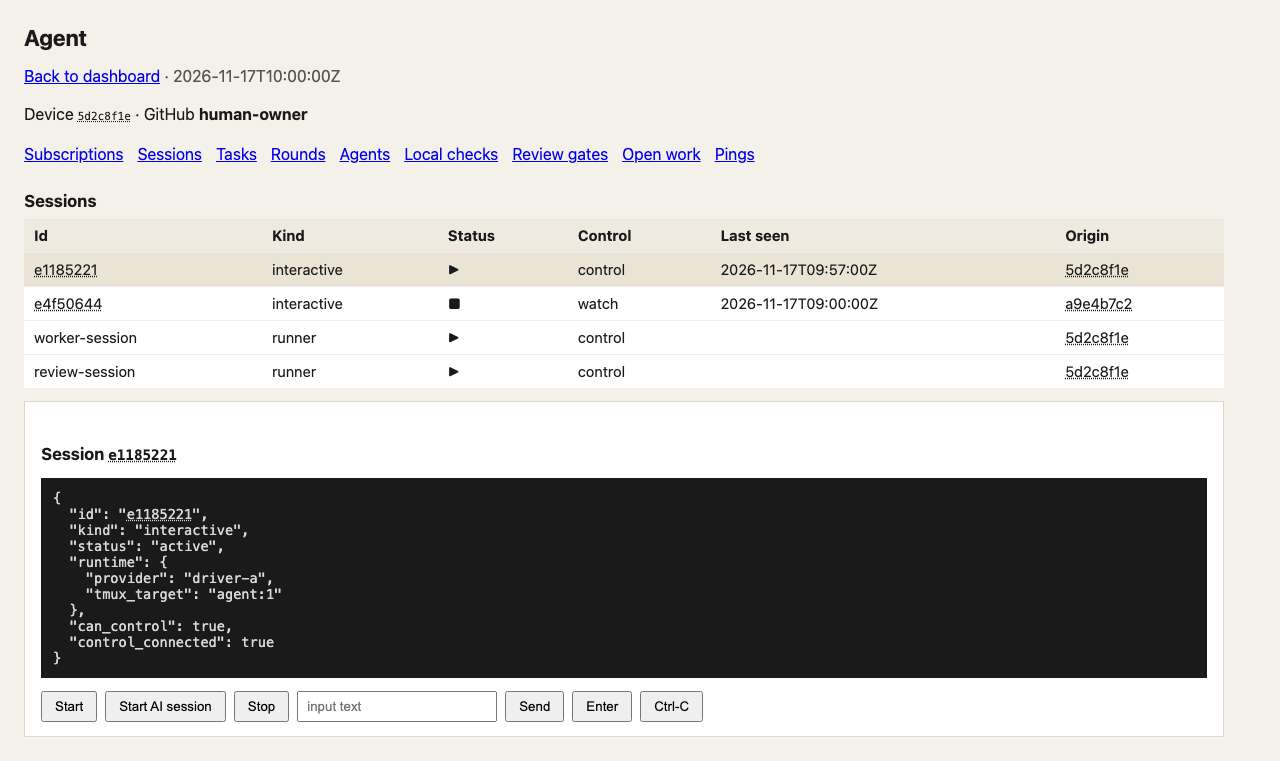 Agent
Back to dashboard · 2026-11-17T10:00:00Z
Device 5d2c8f1e · GitHub human-owner
Subscriptions Sessions Tasks Rounds Agents Local checks Review gates Open work Pings
Sessions
Id Kind Status Control Last seen Origin
e1185221 interactive ▶ control 2026-11-17T09:57:00Z 5d2c8f1e
e4f50644 interactive ■ watch 2026-11-17T09:00:00Z a9e4b7c2
worker-session runner ▶ control 5d2c8f1e
review-session runner ▶ control 5d2c8f1e
Session e1185221
{
  "id": "e1185221",
  "kind": "interactive",
  "status": "active",
  "runtime": {
    "provider": "driver-a",
    "tmux_target": "agent:1"
  },
  "can_control": true,
  "control_connected": true
}
Start Start AI session Stop input text Send Enter Ctrl-C